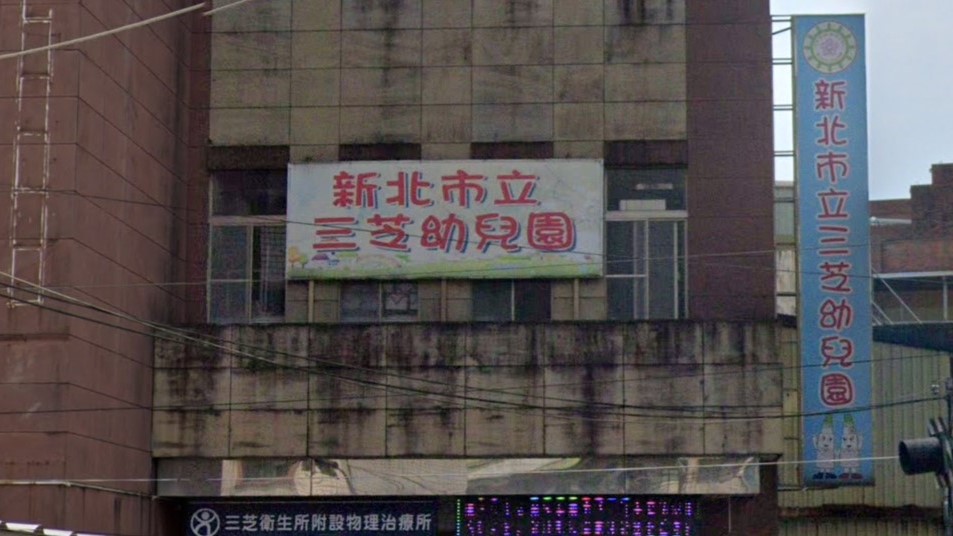 新北市立
三芝幼兒園
新北市立三芝幼兒園
三芝衛生所附設物理治療所